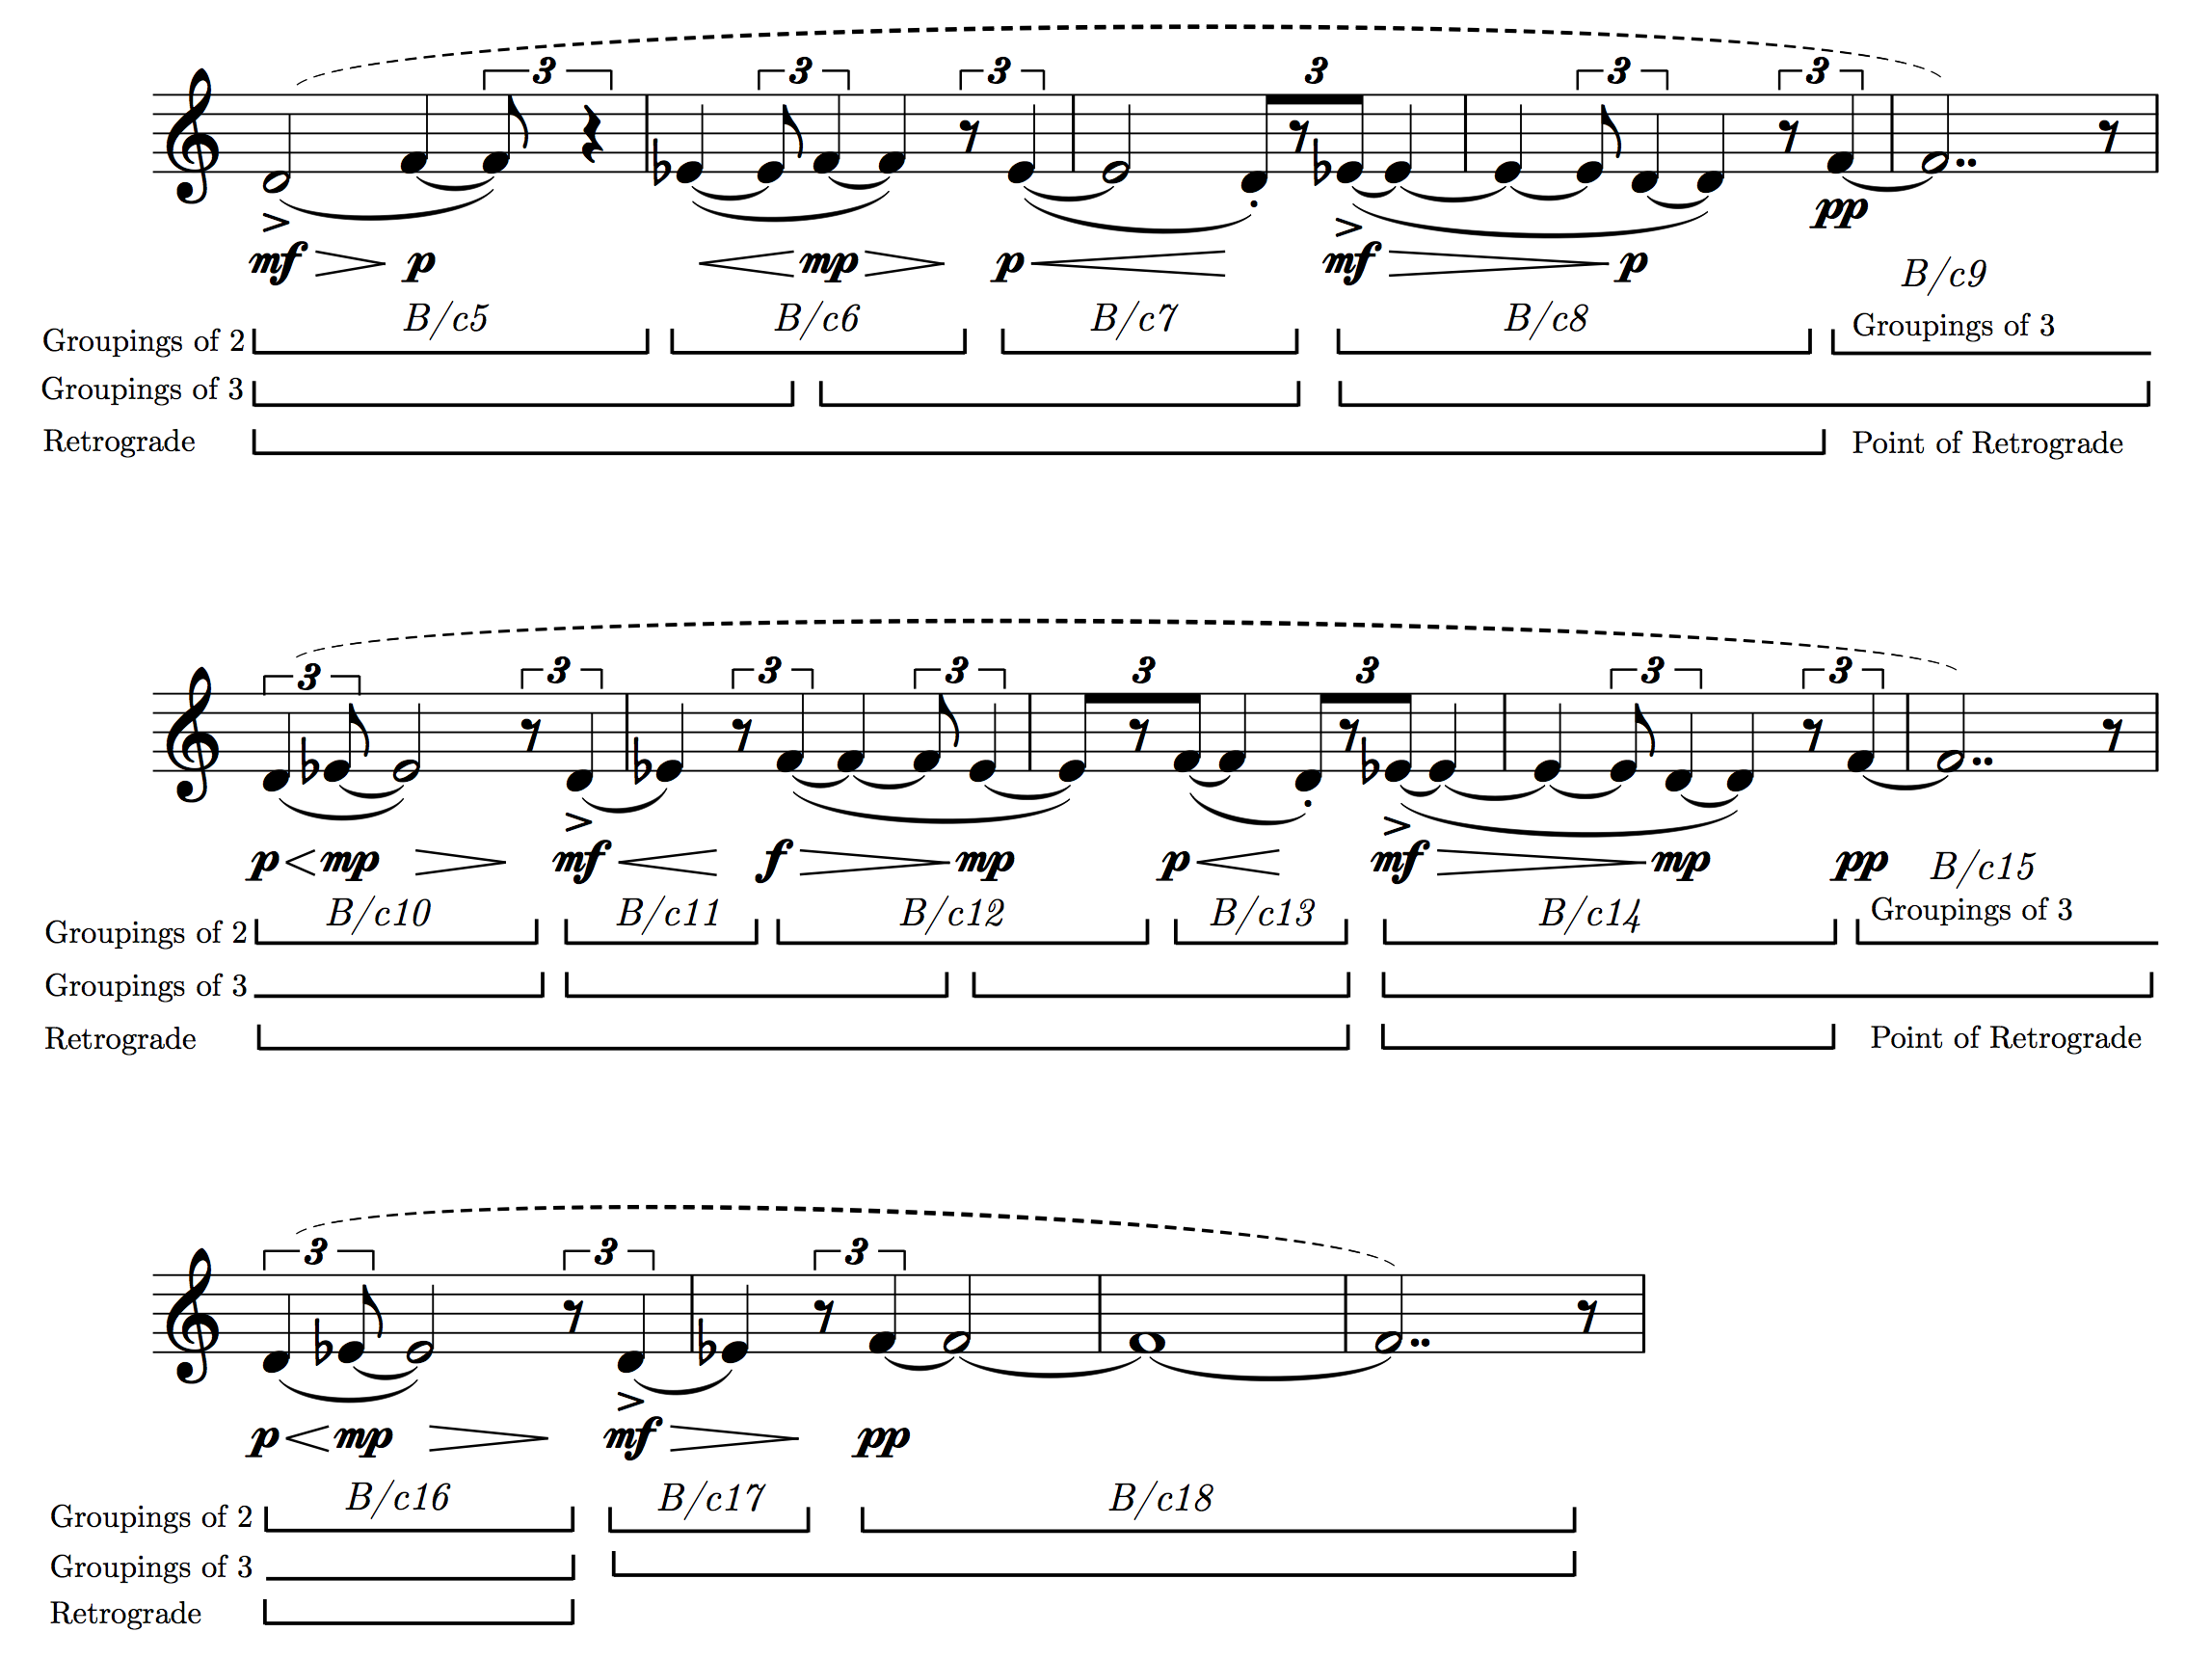 3 3 3 3 3 3
mf p mp p mf p pp
B/c5 B/c6 B/c7 B/c8 B/c9
Groupings of 2 Groupings of 3
Groupings of 3
Retrograde Point of Retrograde
3 3 3 3 3 3 3 3
p mp mf f mp p mf mp pp
B/c10 B/c11 B/c12 B/c13 B/c14 B/c15
Groupings of 2 Groupings of 3
Groupings of 3
Retrograde Point of Retrograde
3 3 3
p mp mf pp
B/c16 B/c17 B/c18
Groupings of 2
Groupings of 3
Retrograde